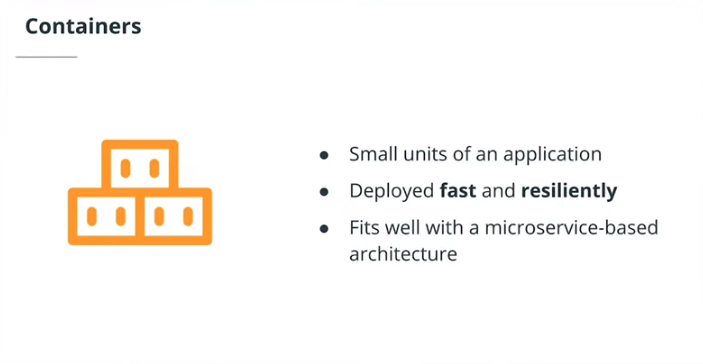 Containers
● Small units of an application
● Deployed fast and resiliently
● Fits well with a microservice-based
architecture